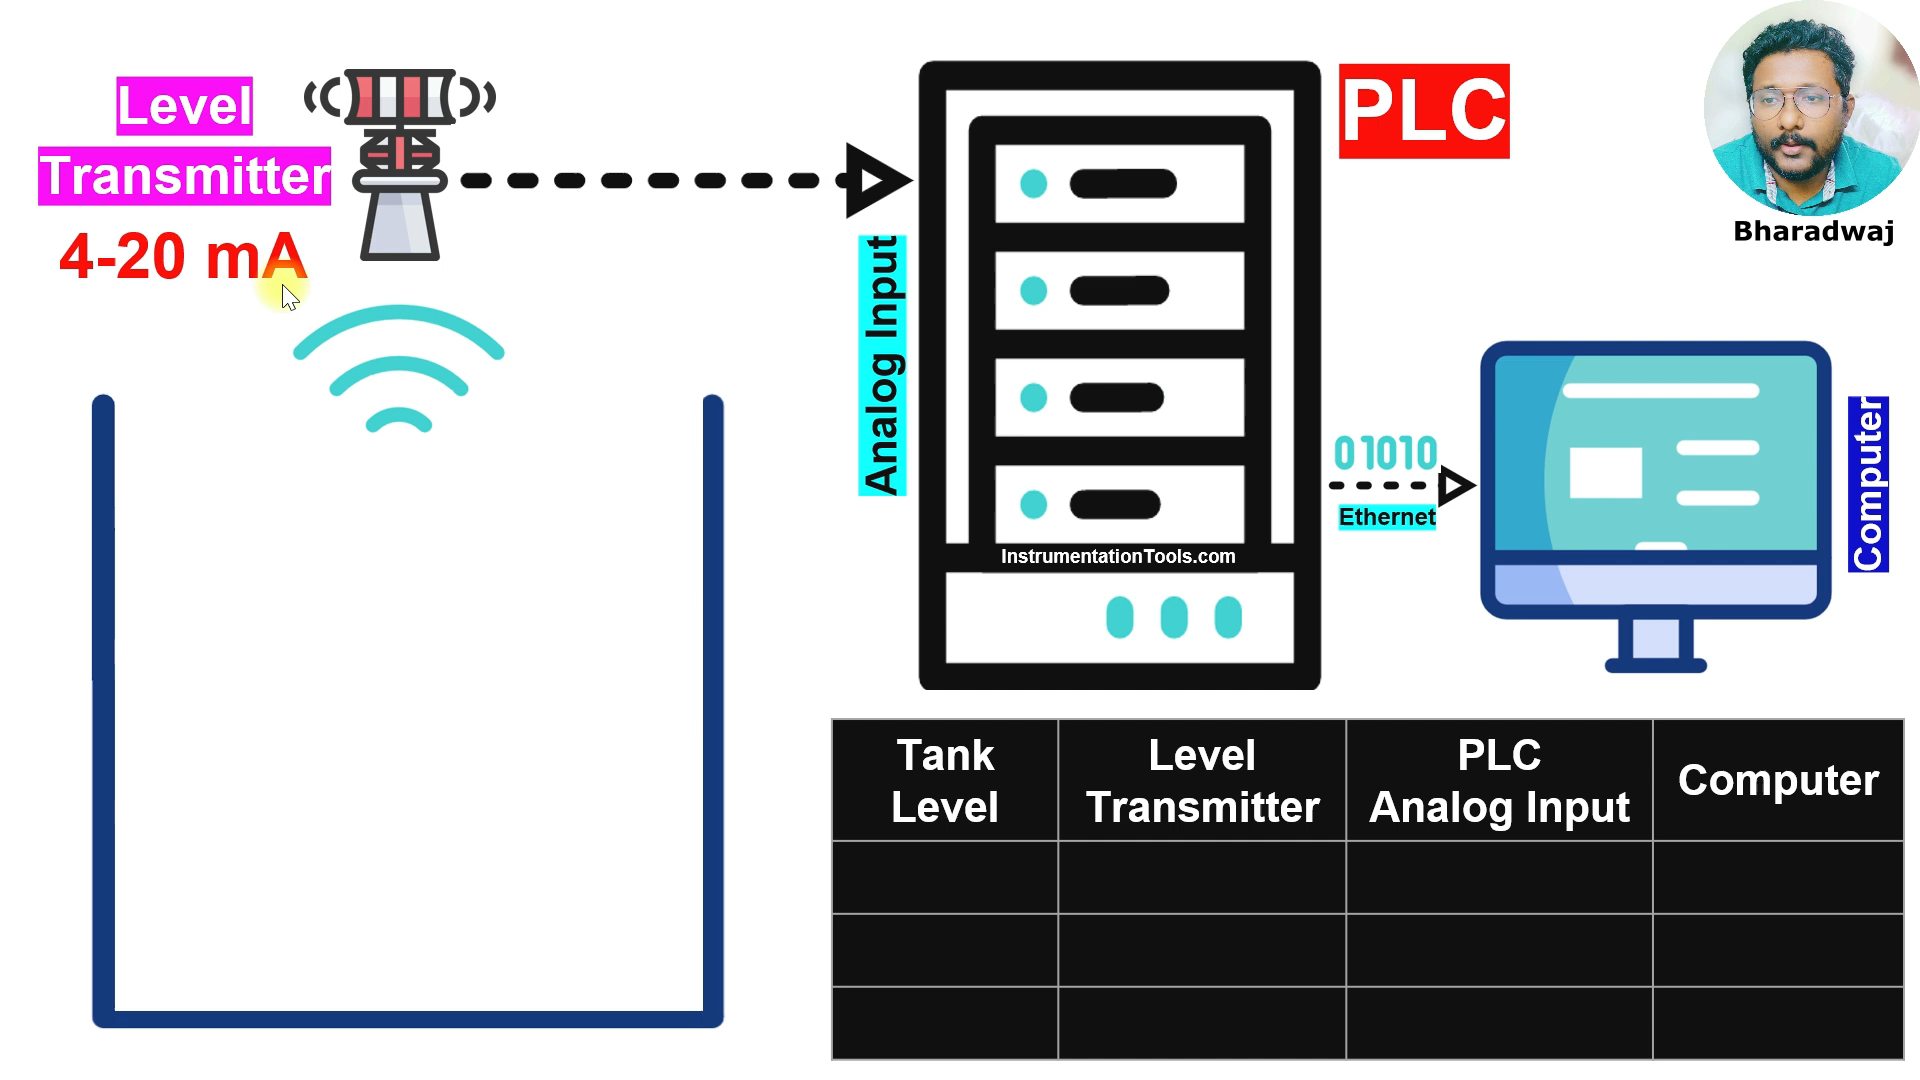 Level
Transmitter
4-20 mA
Analog Input
PLC
Bharadwaj
01010
Ethernet
Computer
InstrumentationTools.com
Tank
Level
Level
Transmitter
PLC
Analog Input
Computer